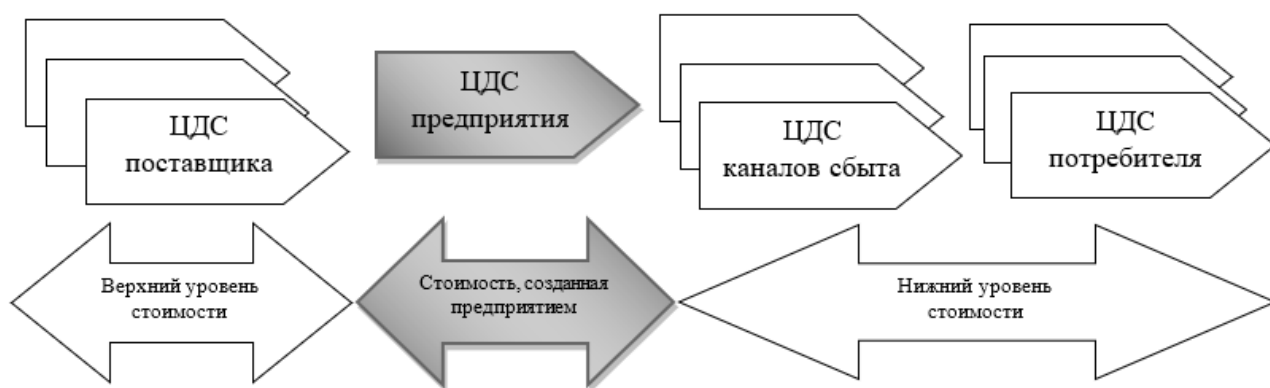 ЦДС
поставщика
ЦДС
предприятия
ЦДС
каналов сбыта
ЦДС
потребителя
Верхний уровень
стоимости
Стоимость, созданная
предприятием
Нижний уровень
стоимости